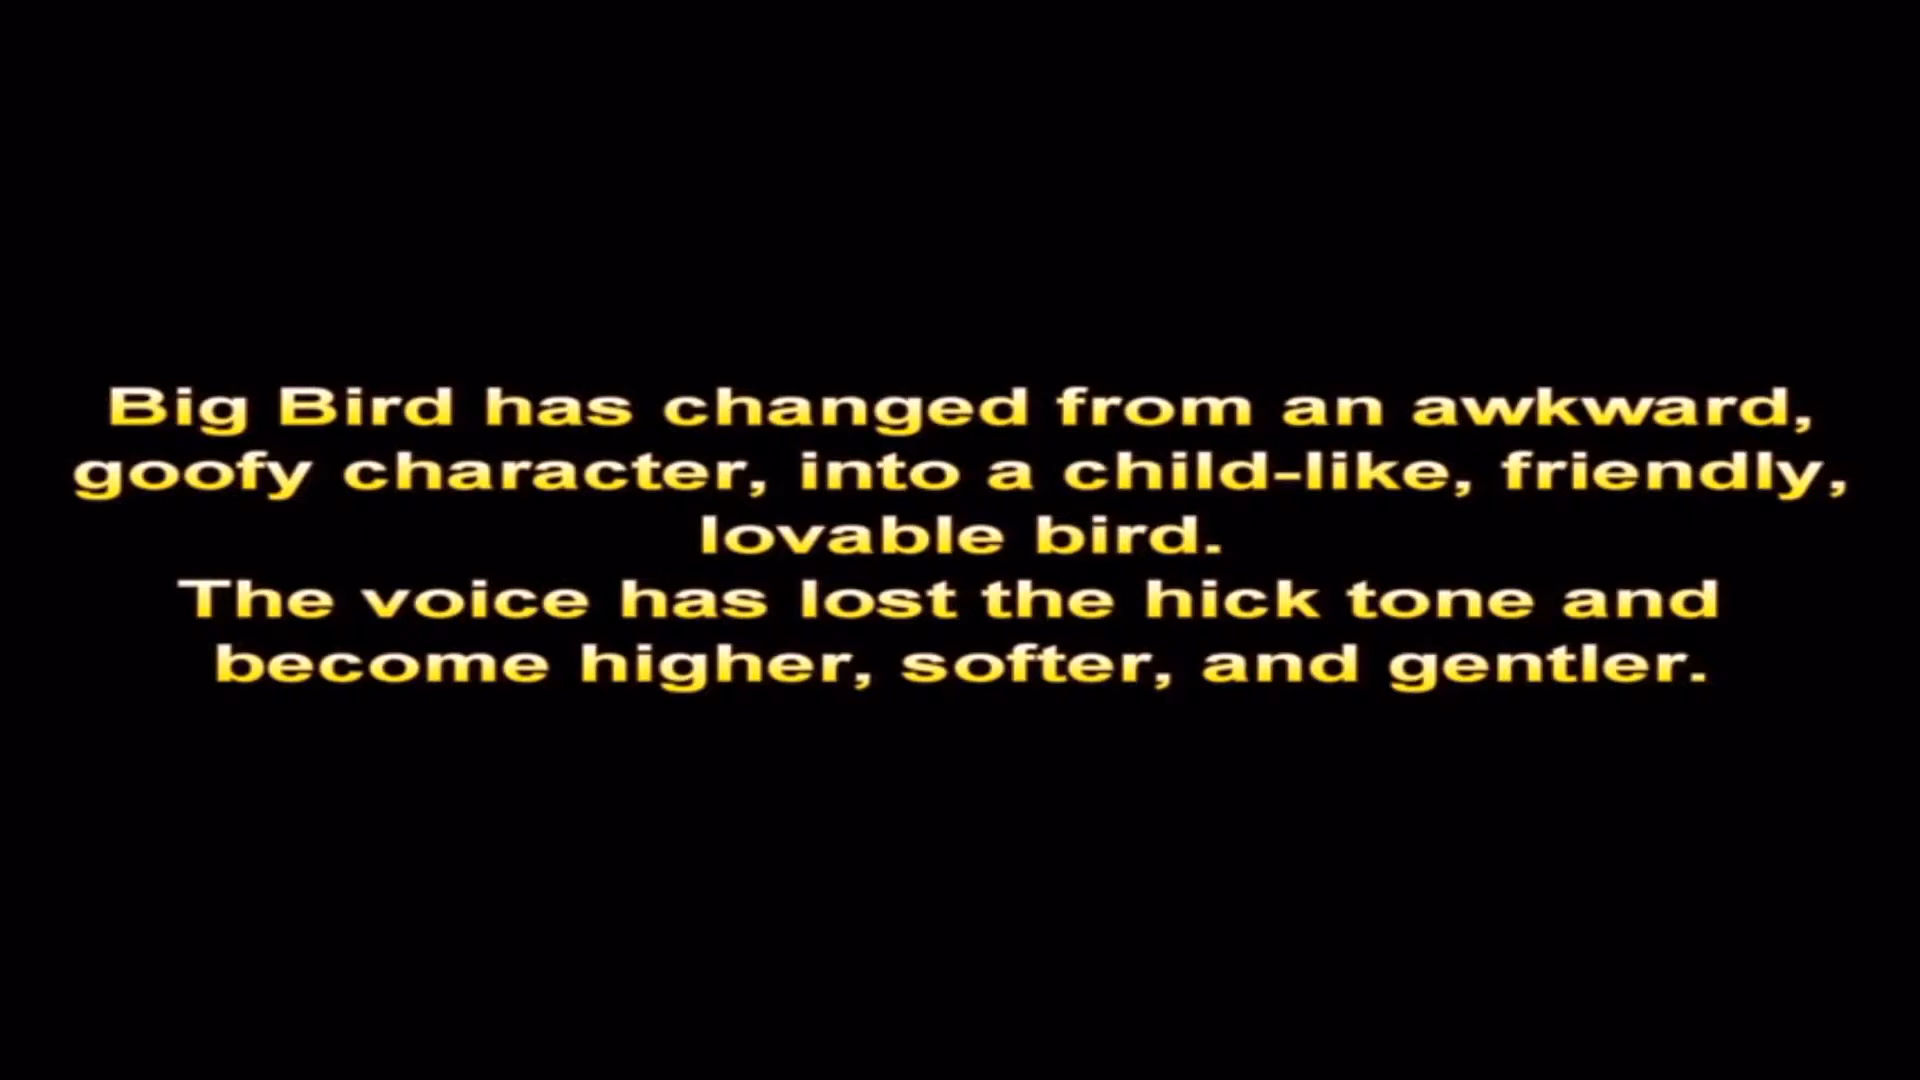 Big Bird has changed from an awkward,
goofy character, into a child-like, friendly,
lovable bird.
The voice has lost the hick tone and
become higher, softer, and gentler.